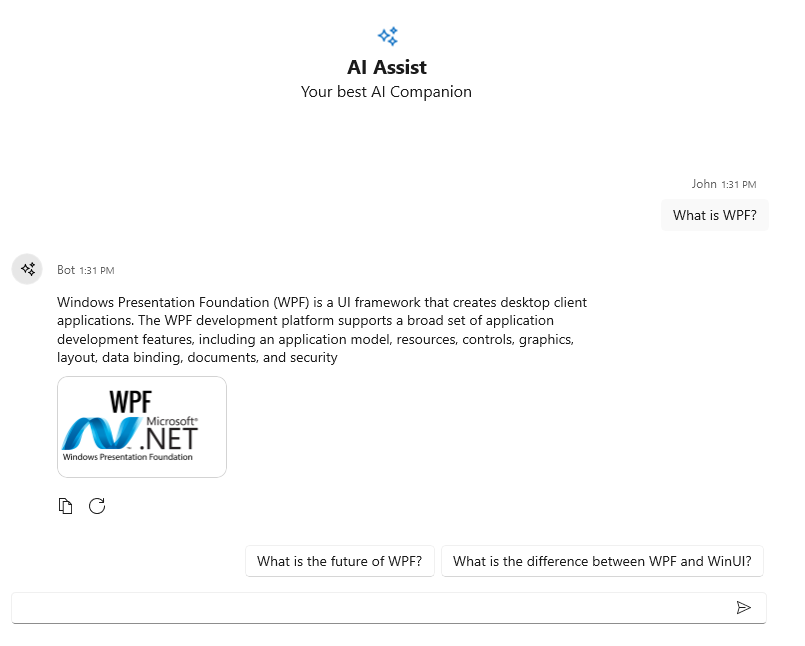 AI Assist
Your best AI Companion
John 1:31 PM
What is WPF?
Bot 1:31 PM
Windows Presentation Foundation (WPF) is a UI framework that creates desktop client
applications. The WPF development platform supports a broad set of application
development features, including an application model, resources, controls, graphics,
layout, data binding, documents, and security
WPF
Microsoft®
.NET
Windows Presentation Foundation
What is the future of WPF?
What is the difference between WPF and WinUI?